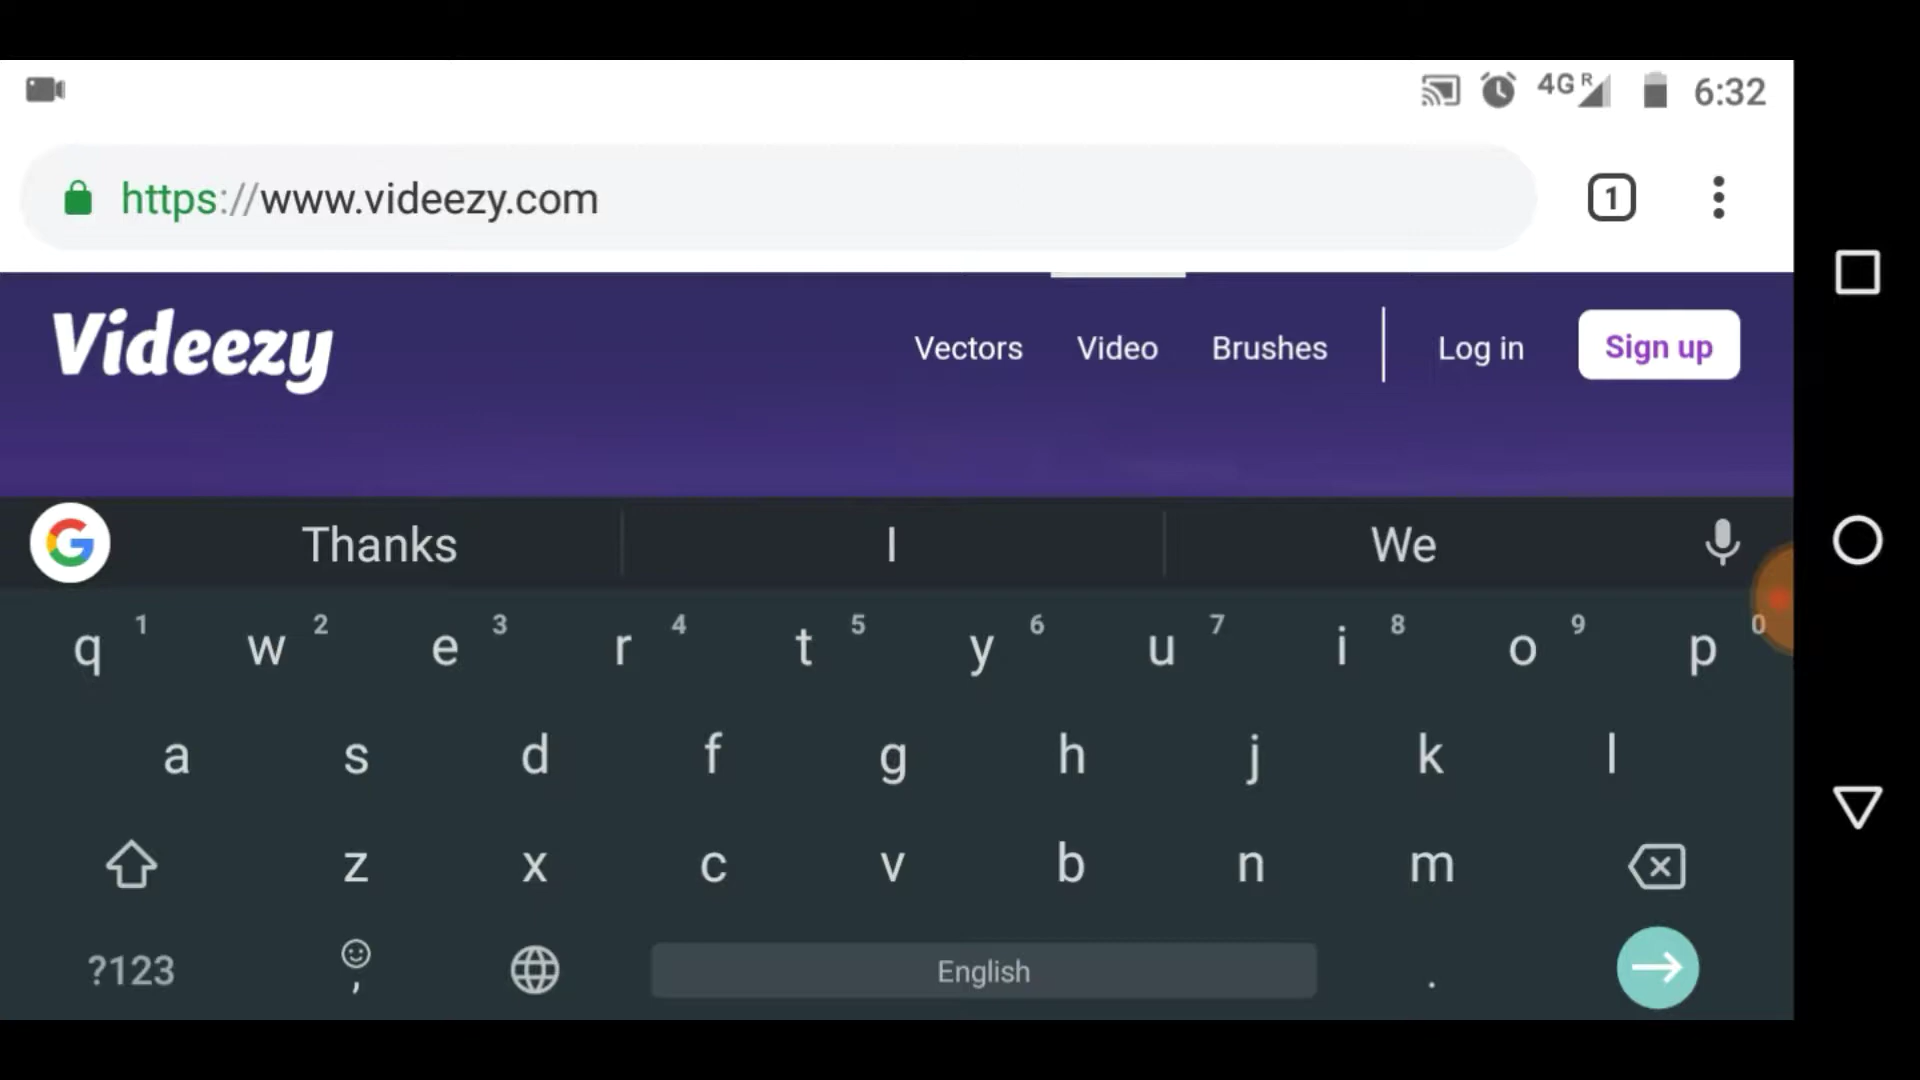 4G R 6:32
https://www.videezy.com 1
Videezy Vectors Video Brushes Log in Sign up
G Thanks I We
q 1 w 2 e 3 r 4 t 5 y 6 u 7 i 8 o 9 p 0
a s d f g h j k l
z x c v b n m
?123 , English .